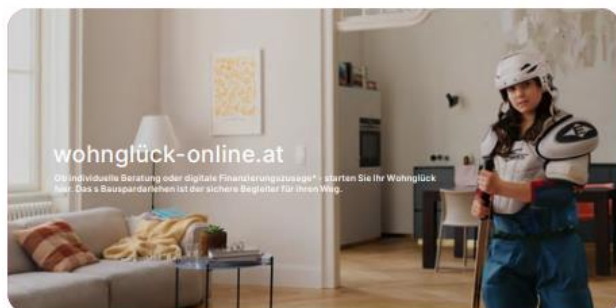 wohnglück-online.at
Ob individuelle Beratung oder digitale Finanzierungszusage* - starten Sie Ihr Wohnglück
hier. Das s Bauspardarlehen ist der sichere Begleiter für ihren Weg.